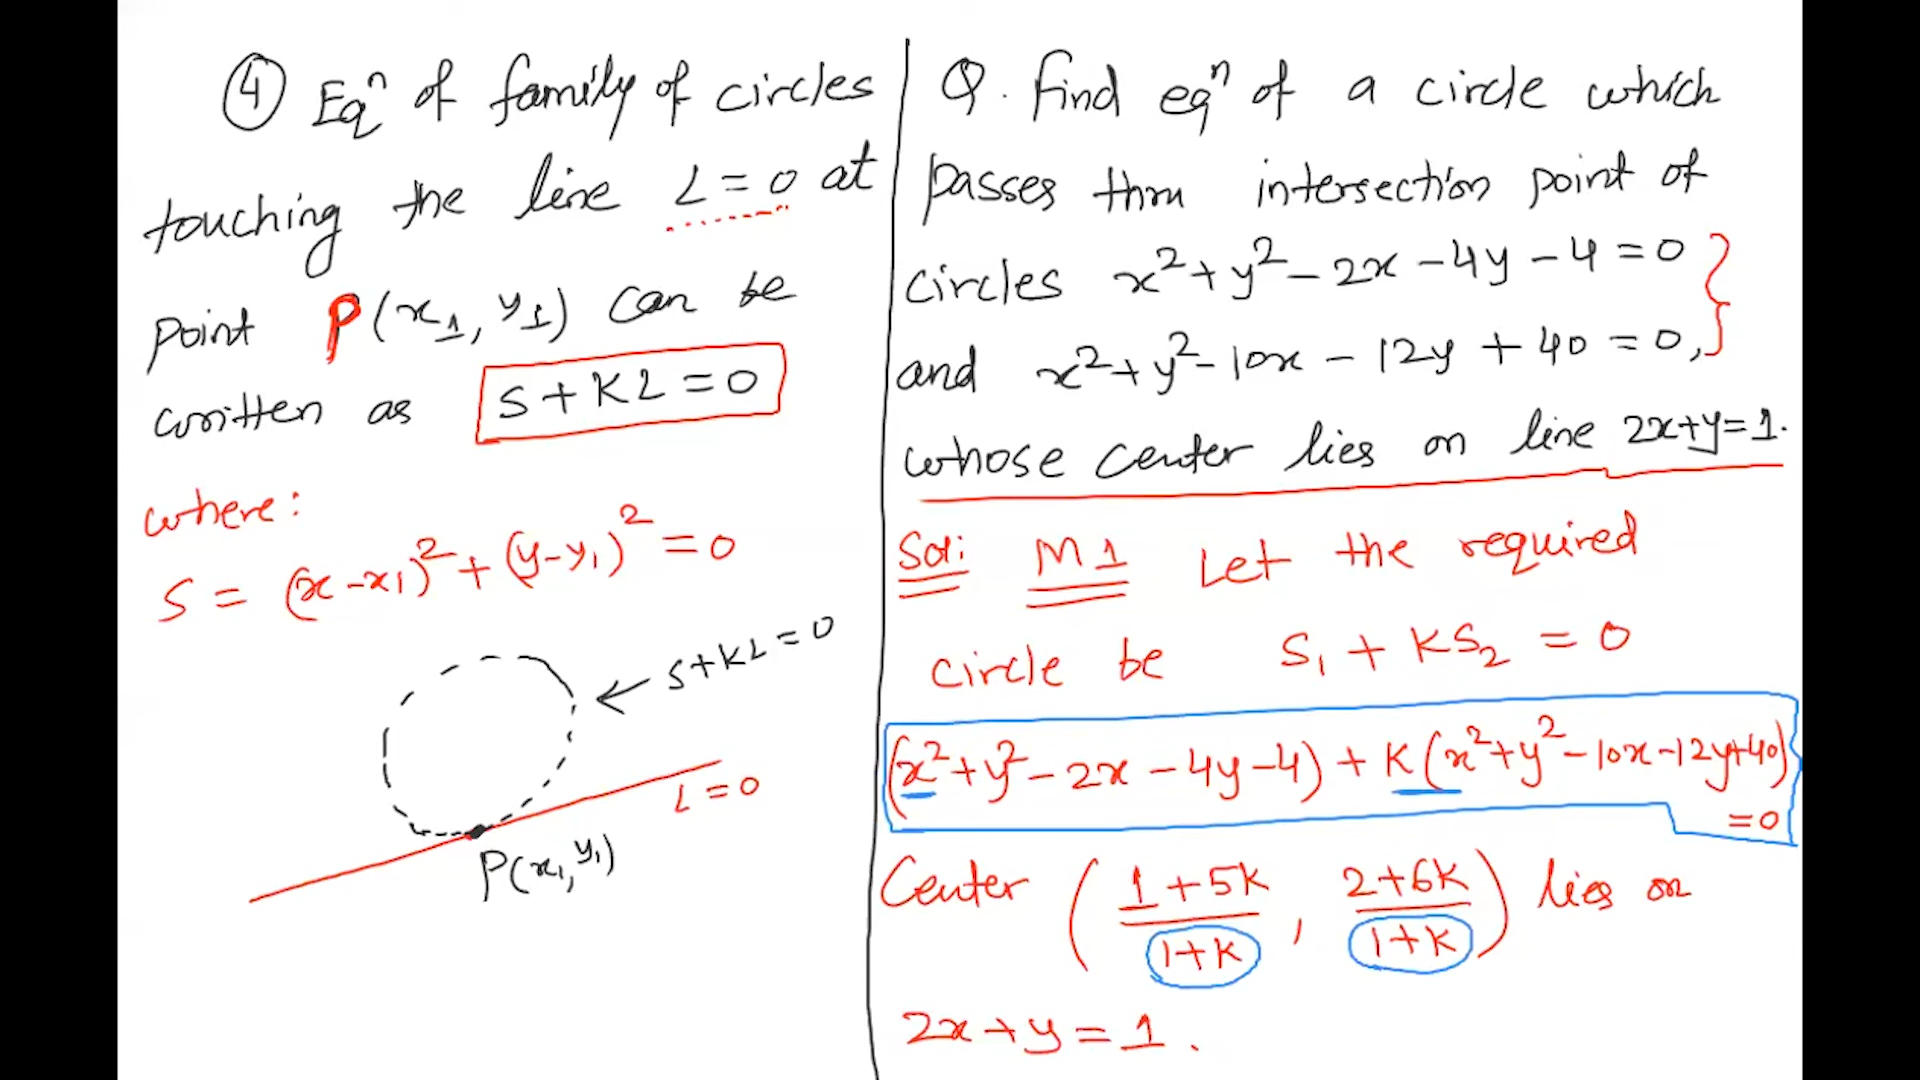 ④ Eqⁿ of family of circles
touching the line L = 0 at
point P(x₁, y₁) can be
written as S + KL = 0
where:
S = (x - x₁)² + (y - y₁)² = 0
S + KL = 0
L = 0
P(x₁, y₁)
Q. Find eqⁿ of a circle which
passes thru intersection point of
circles x² + y² - 2x - 4y - 4 = 0
and x² + y² - 10x - 12y + 40 = 0,
whose center lies on line 2x+y=1.
Sol: M1 Let the required
circle be S₁ + KS₂ = 0
(x² + y² - 2x - 4y - 4) + K(x² + y² - 10x - 12y + 40)
= 0
Center ( (1 + 5K)/(1 + K) , (2 + 6K)/(1 + K) ) lies on
2x + y = 1.